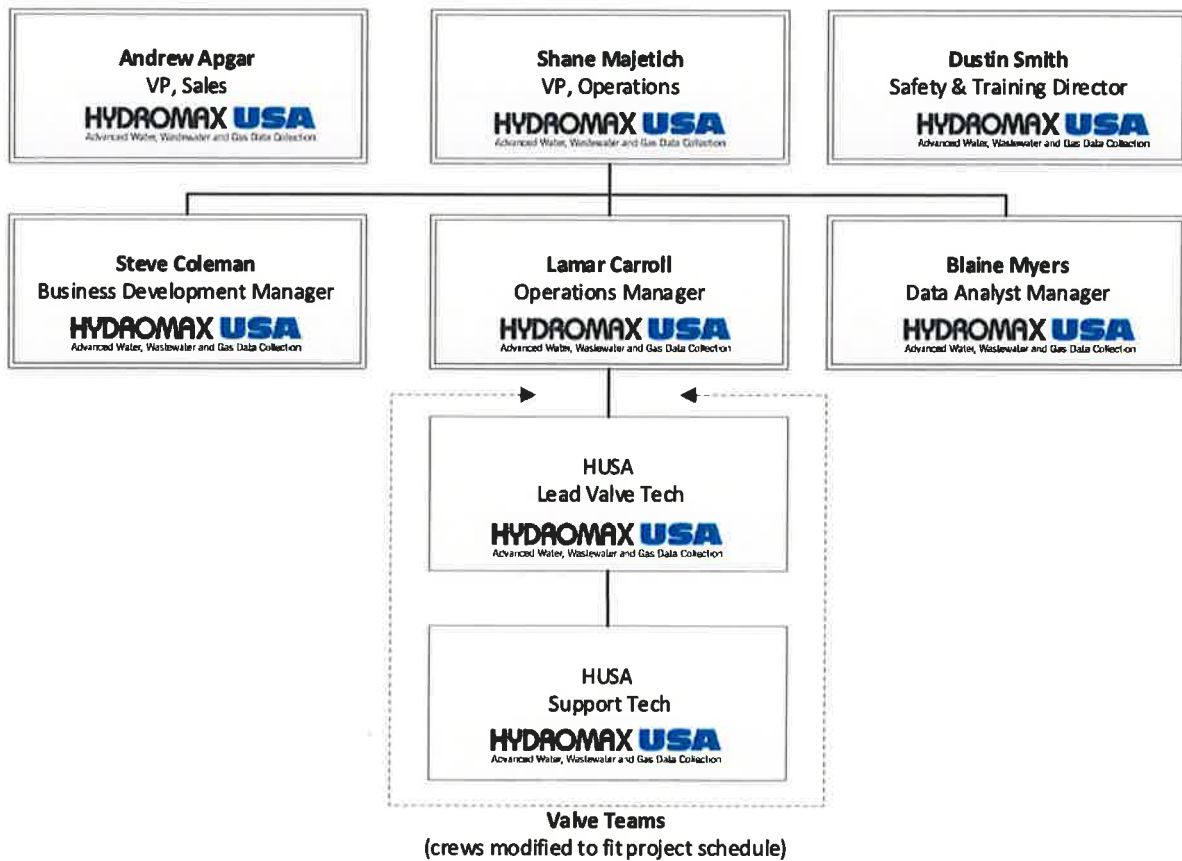 Andrew Apgar
VP, Sales
HYDROMAX USA
Advanced Water, Wastewater and Gas Data Collection
Shane Majetich
VP, Operations
HYDROMAX USA
Advanced Water, Wastewater and Gas Data Collection
Dustin Smith
Safety & Training Director
HYDROMAX USA
Advanced Water, Wastewater and Gas Data Collection
Steve Coleman
Business Development Manager
HYDROMAX USA
Advanced Water, Wastewater and Gas Data Collection
Lamar Carroll
Operations Manager
HYDROMAX USA
Advanced Water, Wastewater and Gas Data Collection
Blaine Myers
Data Analyst Manager
HYDROMAX USA
Advanced Water, Wastewater and Gas Data Collection
HUSA
Lead Valve Tech
HYDROMAX USA
Advanced Water, Wastewater and Gas Data Collection
HUSA
Support Tech
HYDROMAX USA
Advanced Water, Wastewater and Gas Data Collection
Valve Teams
(crews modified to fit project schedule)